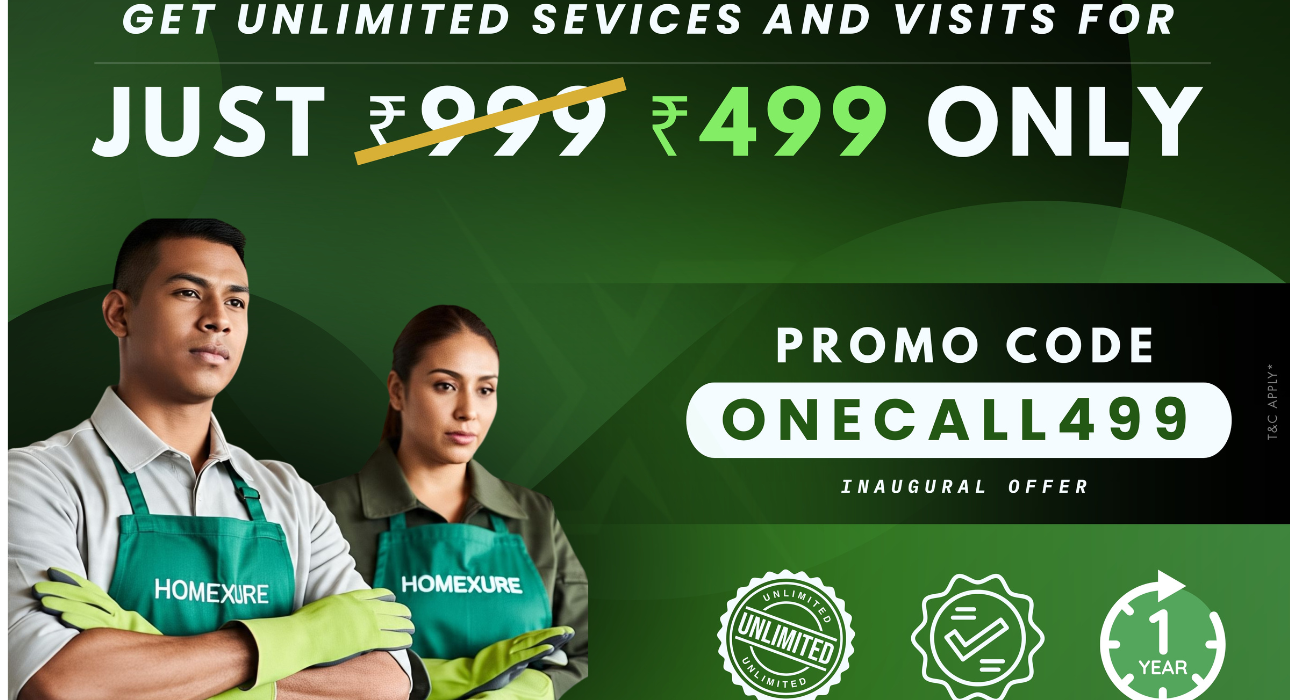 GET UNLIMITED SEVICES AND VISITS FOR
JUST ₹999 ₹499 ONLY
PROMO CODE
ONECALL499
INAUGURAL OFFER
T&C APPLY*
HOMEXURE
HOMEXURE
UNLIMITED
UNLIMITED
UNLIMITED
1
YEAR